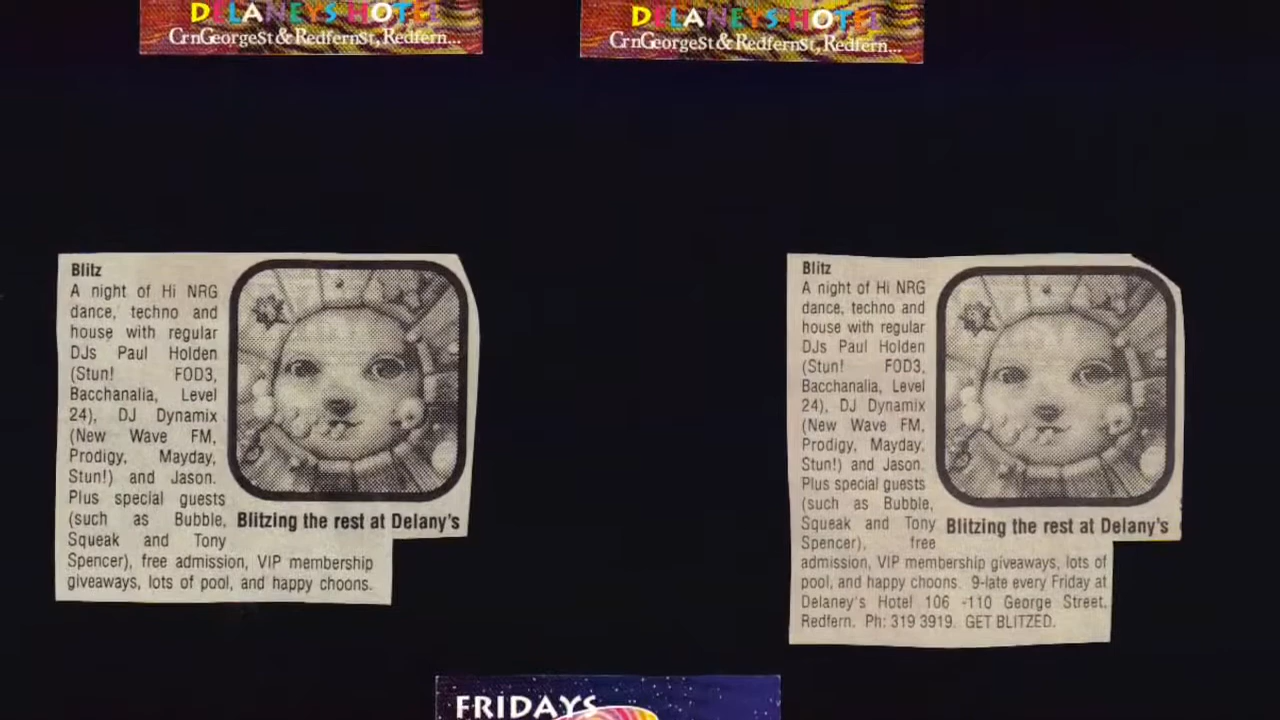 DELANEYS HOTEL
CrnGeorgeSt & RedfernSt, Redfern...
DELANEYS HOTEL
CrnGeorgeSt & RedfernSt, Redfern...
Blitz
A night of Hi NRG
dance, techno and
house with regular
DJs Paul Holden
(Stun! FOD3,
Bacchanalia, Level
24), DJ Dynamix
(New Wave FM,
Prodigy, Mayday,
Stun!) and Jason.
Plus special guests
(such as Bubble,
Squeak and Tony
Spencer), free admission, VIP membership
giveaways, lots of pool, and happy choons.
Blitzing the rest at Delany's
Blitz
A night of Hi NRG
dance, techno and
house with regular
DJs Paul Holden
(Stun! FOD3,
Bacchanalia, Level
24), DJ Dynamix
(New Wave FM,
Prodigy, Mayday,
Stun!) and Jason.
Plus special guests
(such as Bubble,
Squeak and Tony
Spencer), free
admission, VIP membership giveaways, lots of
pool, and happy choons. 9-late every Friday at
Delaney's Hotel 106 -110 George Street,
Redfern. Ph: 319 3919. GET BLITZED.
Blitzing the rest at Delany's
FRIDAYS